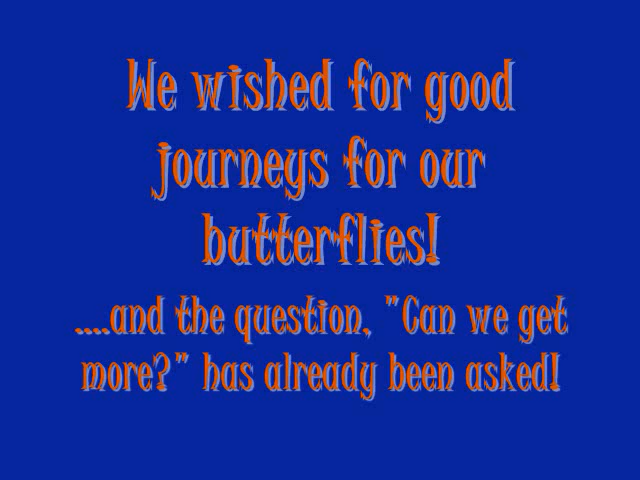 We wished for good
journeys for our
butterflies!
....and the question, "Can we get
more?" has already been asked!